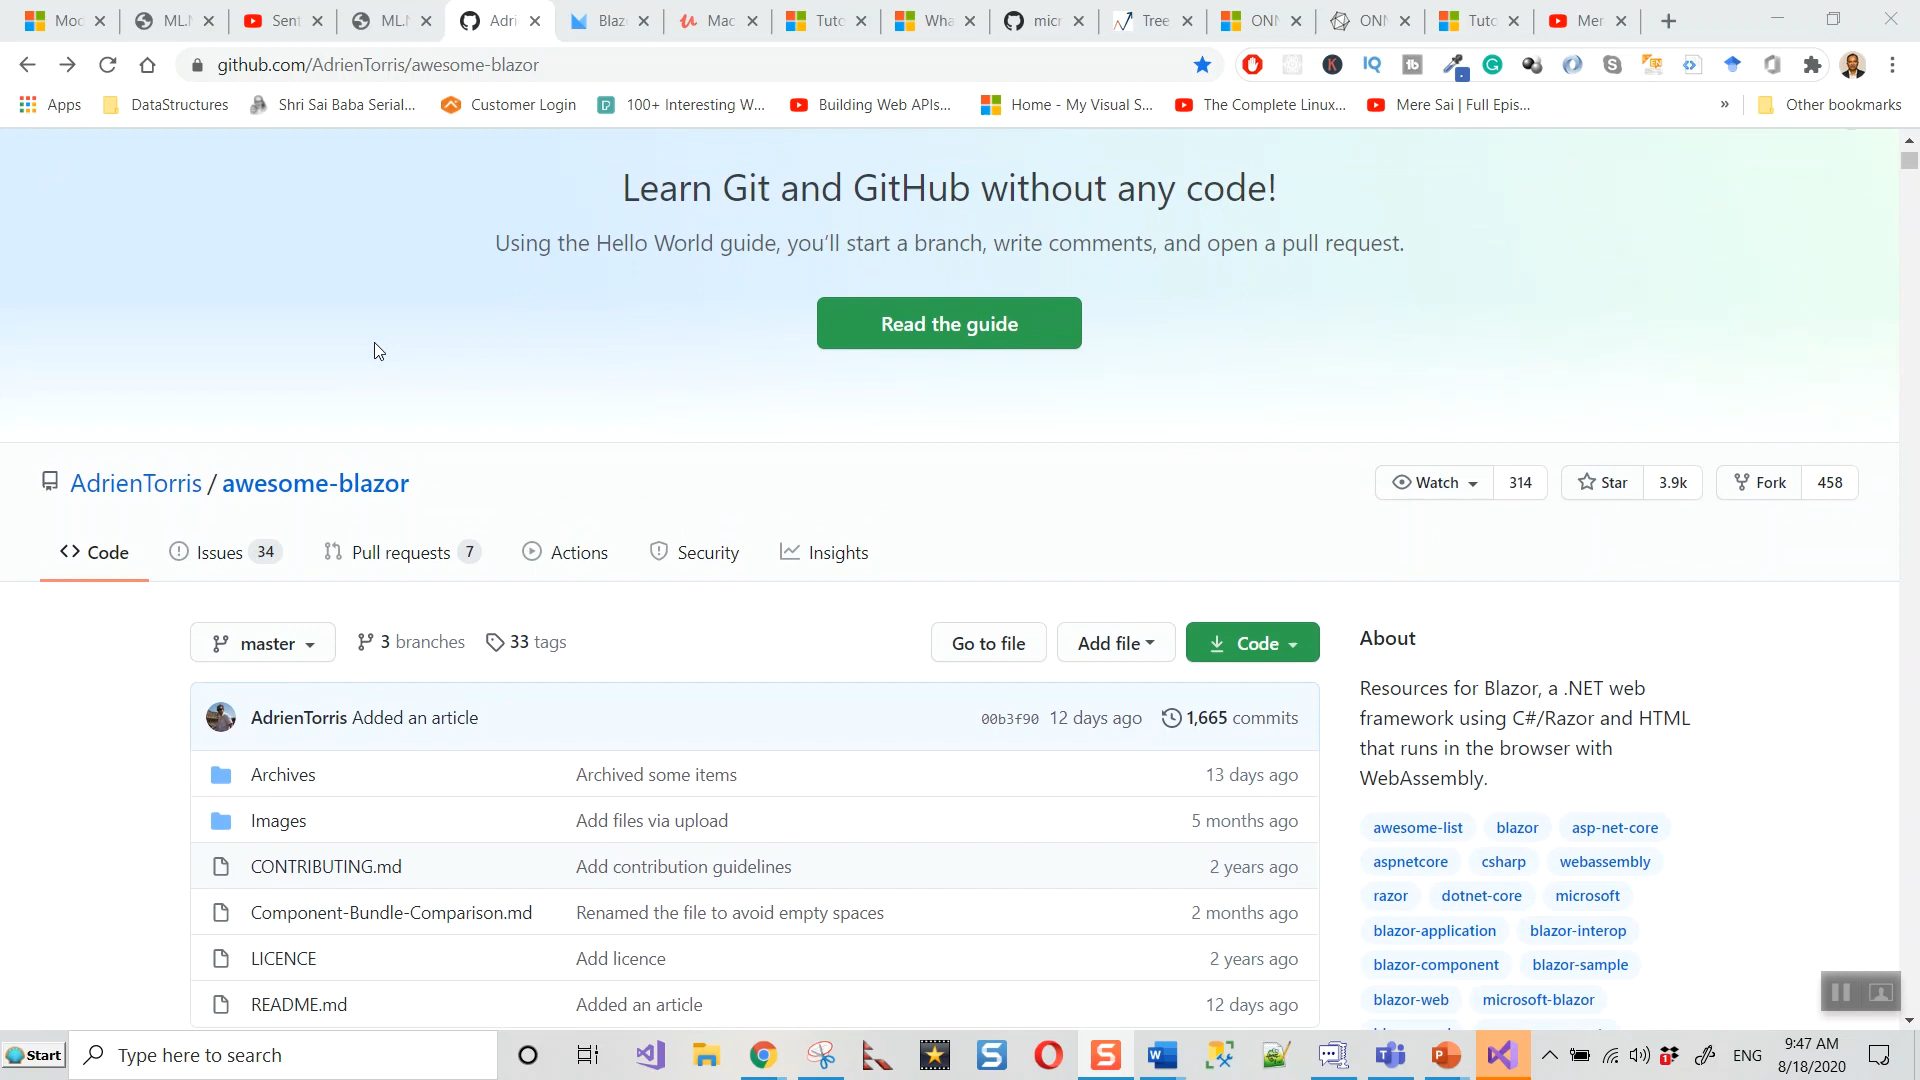 Moc ML.N Sent ML.N Adri Blaz Mac Tuto Wha micr Tree ONN ONN Tuto Mer
github.com/AdrienTorris/awesome-blazor
Apps DataStructures Shri Sai Baba Serial... Customer Login 100+ Interesting W... Building Web APIs... Home - My Visual S... The Complete Linux... Mere Sai | Full Epis... » Other bookmarks
Learn Git and GitHub without any code!
Using the Hello World guide, you’ll start a branch, write comments, and open a pull request.
Read the guide
AdrienTorris / awesome-blazor
Watch 314 Star 3.9k Fork 458
Code Issues 34 Pull requests 7 Actions Security Insights
master 3 branches 33 tags Go to file Add file Code
AdrienTorris Added an article 00b3f90 12 days ago 1,665 commits
Archives Archived some items 13 days ago
Images Add files via upload 5 months ago
CONTRIBUTING.md Add contribution guidelines 2 years ago
Component-Bundle-Comparison.md Renamed the file to avoid empty spaces 2 months ago
LICENCE Add licence 2 years ago
README.md Added an article 12 days ago
About
Resources for Blazor, a .NET web
framework using C#/Razor and HTML
that runs in the browser with
WebAssembly.
awesome-list blazor asp-net-core
aspnetcore csharp webassembly
razor dotnet-core microsoft
blazor-application blazor-interop
blazor-component blazor-sample
blazor-web microsoft-blazor
Start Type here to search ENG 9:47 AM
8/18/2020